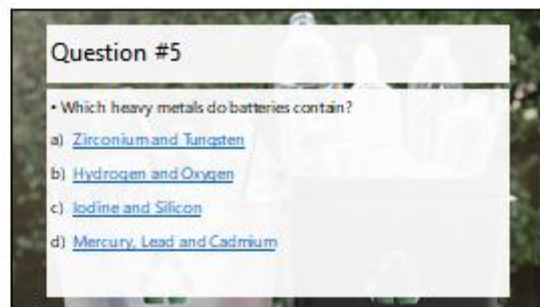 Question #5
• Which heavy metals do batteries contain?
a) Zirconium and Tungsten
b) Hydrogen and Oxygen
c) Iodine and Silicon
d) Mercury, Lead and Cadmium